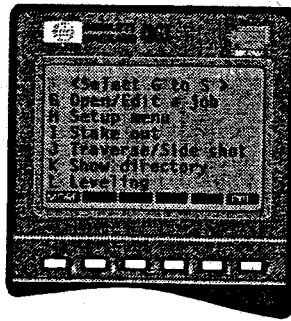 <Select G to S >
G Open/Edit a Job
H Setup menu
I Stake out
J Traverse/Side shot
K Show directory
L Leveling